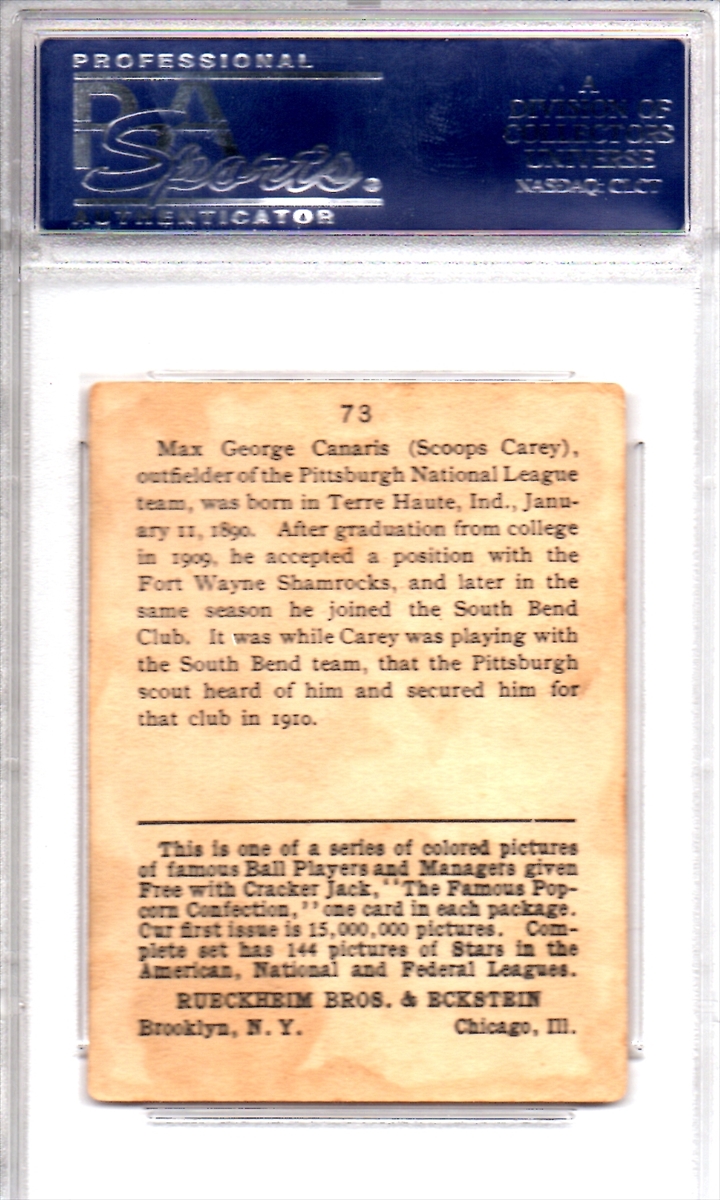 PROFESSIONAL
PSA
Sports
AUTHENTICATOR
A
DIVISION OF
COLLECTORS
UNIVERSE
NASDAQ: CLCT
73
Max George Canaris (Scoops Carey),
outfielder of the Pittsburgh National League
team, was born in Terre Haute, Ind., Janu-
ary 11, 1890. After graduation from college
in 1909, he accepted a position with the
Fort Wayne Shamrocks, and later in the
same season he joined the South Bend
Club. It was while Carey was playing with
the South Bend team, that the Pittsburgh
scout heard of him and secured him for
that club in 1910.
This is one of a series of colored pictures
of famous Ball Players and Managers given
Free with Cracker Jack, "The Famous Pop-
corn Confection," one card in each package.
Our first issue is 15,000,000 pictures. Com-
plete set has 144 pictures of Stars in the
American, National and Federal Leagues.
RUECKHEIM BROS. & ECKSTEIN
Brooklyn, N. Y. Chicago, Ill.